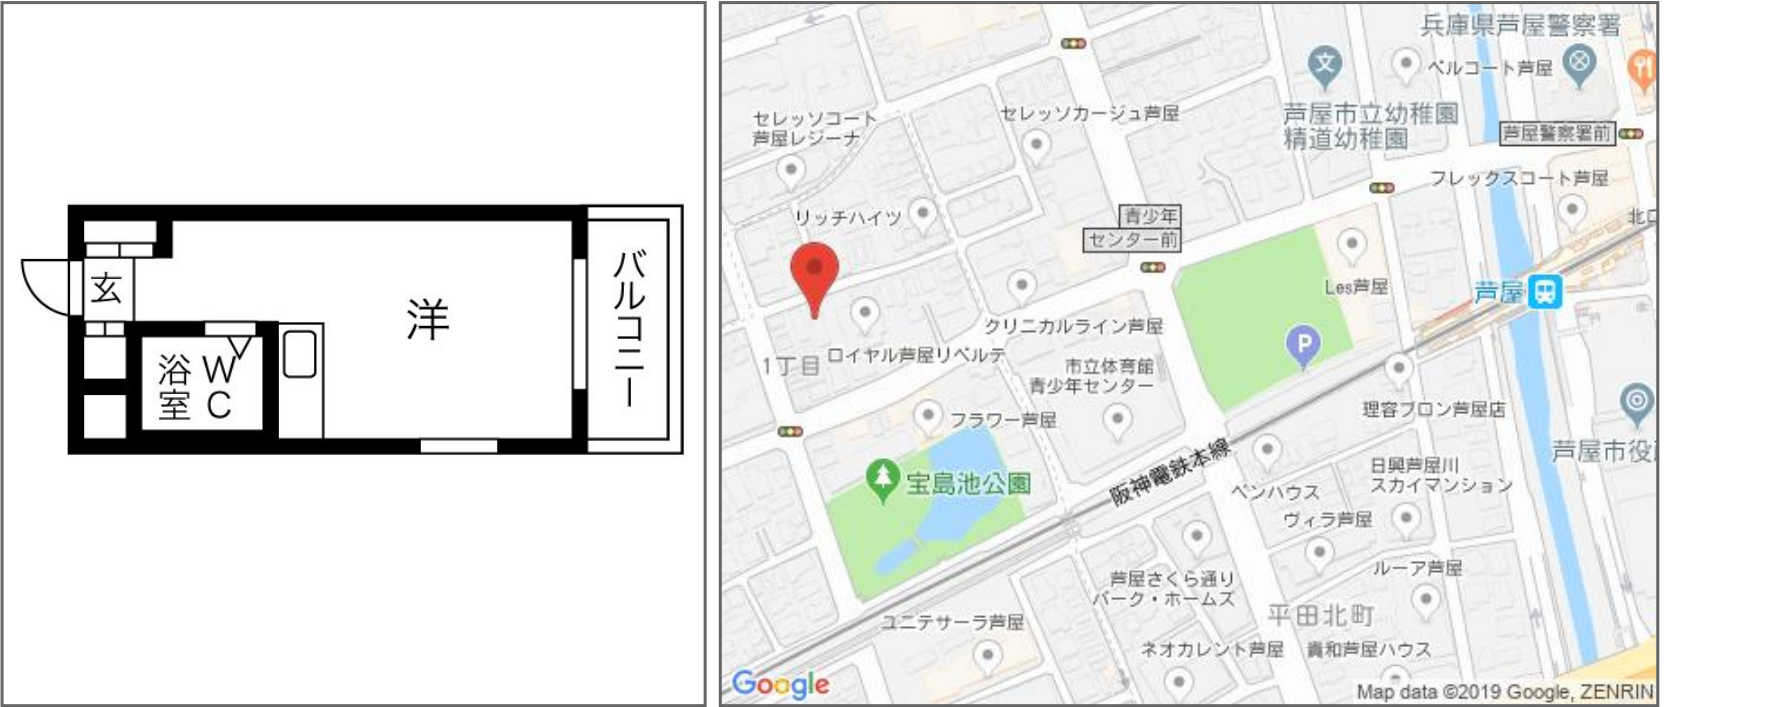 玄
洋
浴室
WC
バルコニー
兵庫県芦屋警察署
ベルコート芦屋
セレッソコート
芦屋レジーナ
セレッソカージュ芦屋
芦屋市立幼稚園
精道幼稚園
芦屋警察署前
フレックスコート芦屋
リッチハイツ
青少年
センター前
北口
Les芦屋
芦屋
クリニカルライン芦屋
P
1丁目
ロイヤル芦屋リベルテ
市立体育館
青少年センター
フラワー芦屋
理容ブロン芦屋店
芦屋市役
阪神電鉄本線
宝島池公園
ベンハウス
日興芦屋川
スカイマンション
ヴィラ芦屋
ルーア芦屋
芦屋さくら通り
パーク・ホームズ
平田北町
ユニテサーラ芦屋
ネオカレント芦屋
貴和芦屋ハウス
Google
Map data ©2019 Google, ZENRIN
文